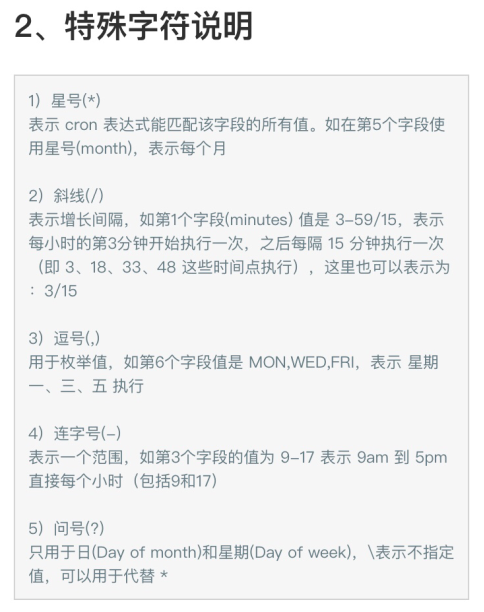 2、特殊字符说明
1）星号(*)
表示 cron 表达式能匹配该字段的所有值。如在第5个字段使
用星号(month)，表示每个月
2）斜线(/)
表示增长间隔，如第1个字段(minutes) 值是 3-59/15，表示
每小时的第3分钟开始执行一次，之后每隔 15 分钟执行一次
（即 3、18、33、48 这些时间点执行），这里也可以表示为
：3/15
3）逗号(,)
用于枚举值，如第6个字段值是 MON,WED,FRI，表示 星期
一、三、五 执行
4）连字号(-)
表示一个范围，如第3个字段的值为 9-17 表示 9am 到 5pm
直接每个小时（包括9和17）
5）问号(?)
只用于日(Day of month)和星期(Day of week)，\表示不指定
值，可以用于代替 *